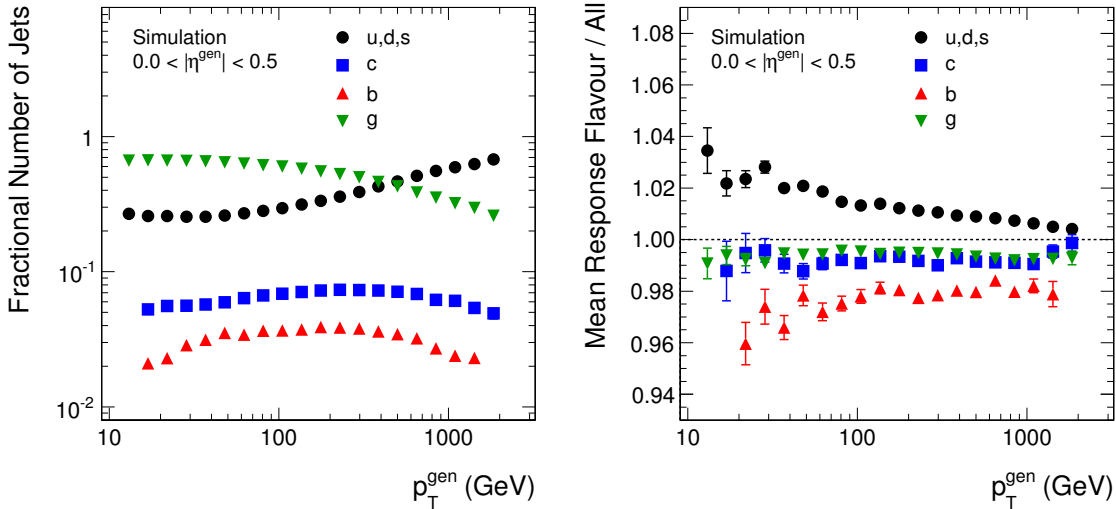 Fractional Number of Jets
Simulation
0.0 < |η^gen| < 0.5
u,d,s
c
b
g
1
10^-1
10^-2
10 100 1000
p_T^gen (GeV)
Mean Response Flavour / All
Simulation
0.0 < |η^gen| < 0.5
u,d,s
c
b
g
1.08
1.06
1.04
1.02
1.00
0.98
0.96
0.94
10 100 1000
p_T^gen (GeV)